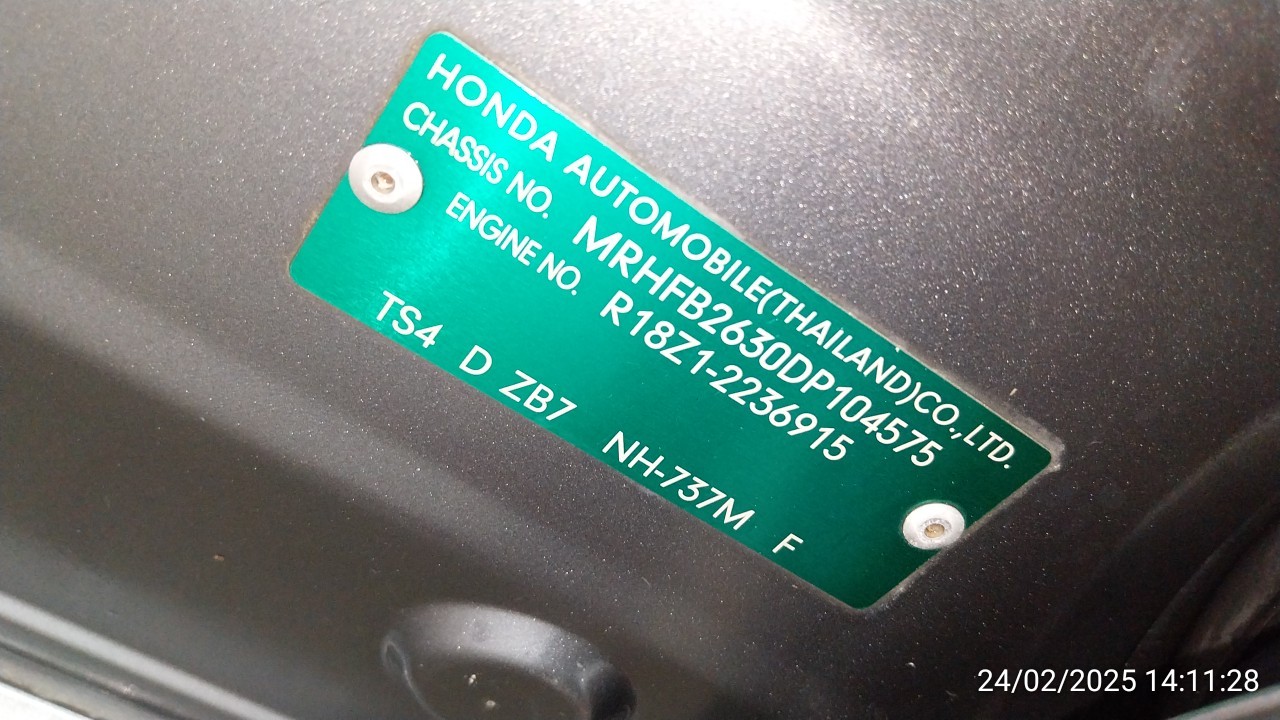 HONDA AUTOMOBILE(THAILAND)CO.,LTD.
CHASSIS NO. MRHFB2630DP104575
ENGINE NO. R18Z1-2236915
TS4 D ZB7 NH-737M F
24/02/2025 14:11:28